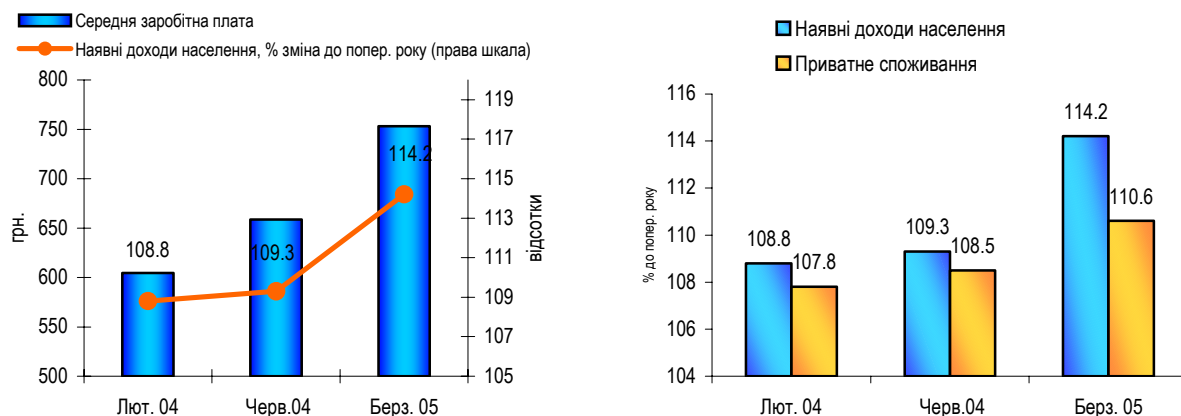 Середня заробітна плата
Наявні доходи населення, % зміна до попер. року (права шкала)
800
750
700
650
600
550
500
грн.
108.8
109.3
114.2
119
117
115
113
111
109
107
105
відсотки
Лют. 04
Черв.04
Берз. 05
Наявні доходи населення
Приватне споживання
116
114
112
110
108
106
104
% до попер. року
108.8
107.8
109.3
108.5
114.2
110.6
Лют. 04
Черв.04
Берз. 05